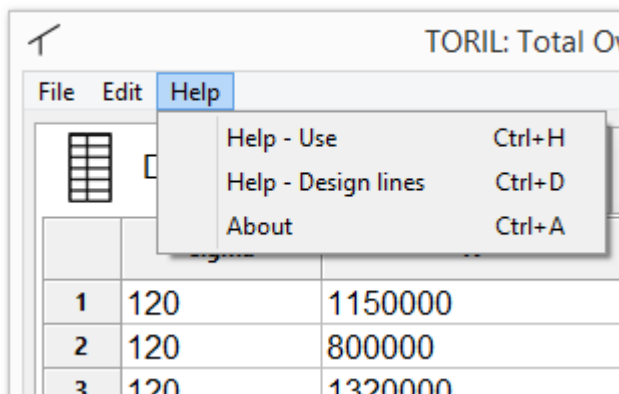 TORIL: Total
File Edit Help
Help - Use Ctrl+H
Help - Design lines Ctrl+D
About Ctrl+A
1 120 1150000
2 120 800000
3 120 1320000